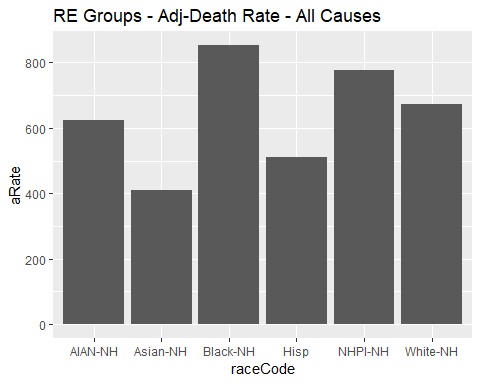 RE Groups - Adj-Death Rate - All Causes
800
600
400
200
0
aRate
AIAN-NH Asian-NH Black-NH Hisp NHPI-NH White-NH
raceCode